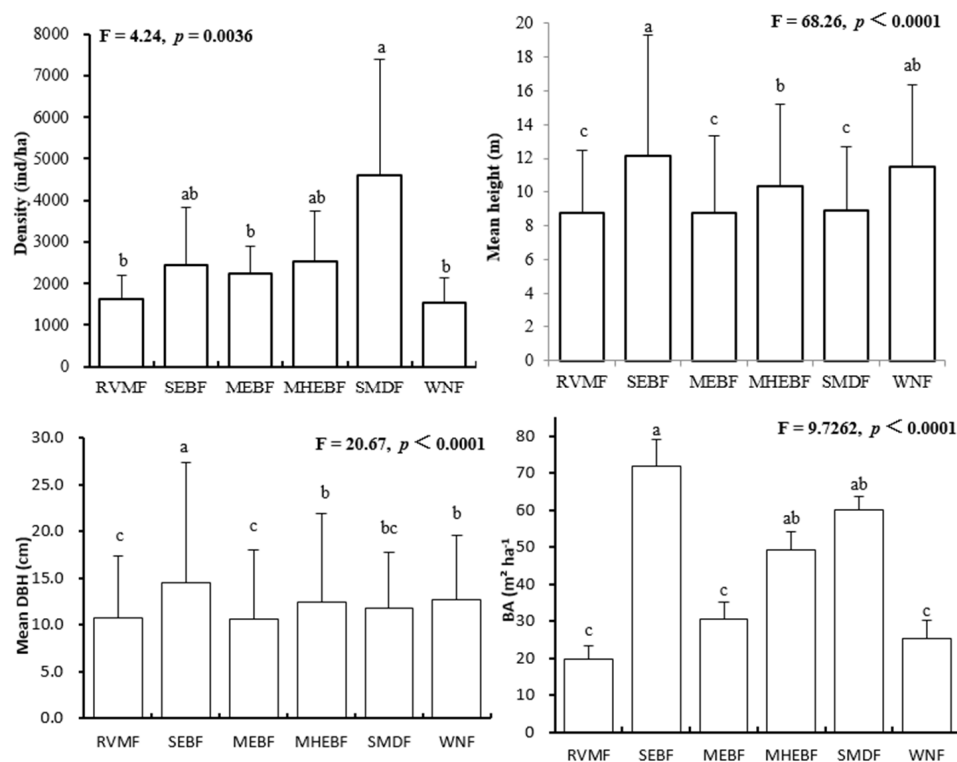 F = 4.24, p = 0.0036
Density (ind/ha)
8000
7000
6000
5000
4000
3000
2000
1000
0
b
ab
b
ab
a
b
RVMF SEBF MEBF MHEBF SMDF WNF
F = 68.26, p < 0.0001
Mean height (m)
20
18
16
14
12
10
8
6
4
2
0
c
a
c
b
c
ab
RVMF SEBF MEBF MHEBF SMDF WNF
F = 20.67, p < 0.0001
Mean DBH (cm)
30.0
25.0
20.0
15.0
10.0
5.0
0.0
c
a
c
b
bc
b
RVMF SEBF MEBF MHEBF SMDF WNF
F = 9.7262, p < 0.0001
BA (m² ha⁻¹)
80
70
60
50
40
30
20
10
0
c
a
c
ab
ab
c
RVMF SEBF MEBF MHEBF SMDF WNF